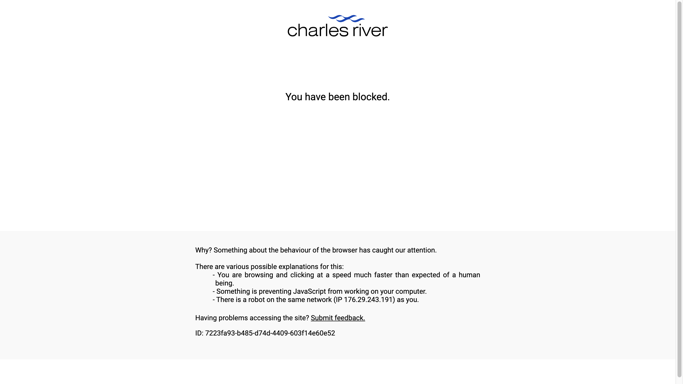 charles river
You have been blocked.
Why? Something about the behaviour of the browser has caught our attention.
There are various possible explanations for this:
- You are browsing and clicking at a speed much faster than expected of a human
being.
- Something is preventing JavaScript from working on your computer.
- There is a robot on the same network (IP 176.29.243.191) as you.
Having problems accessing the site? Submit feedback.
ID: 7223fa93-b485-d74d-4409-603f14e60e52